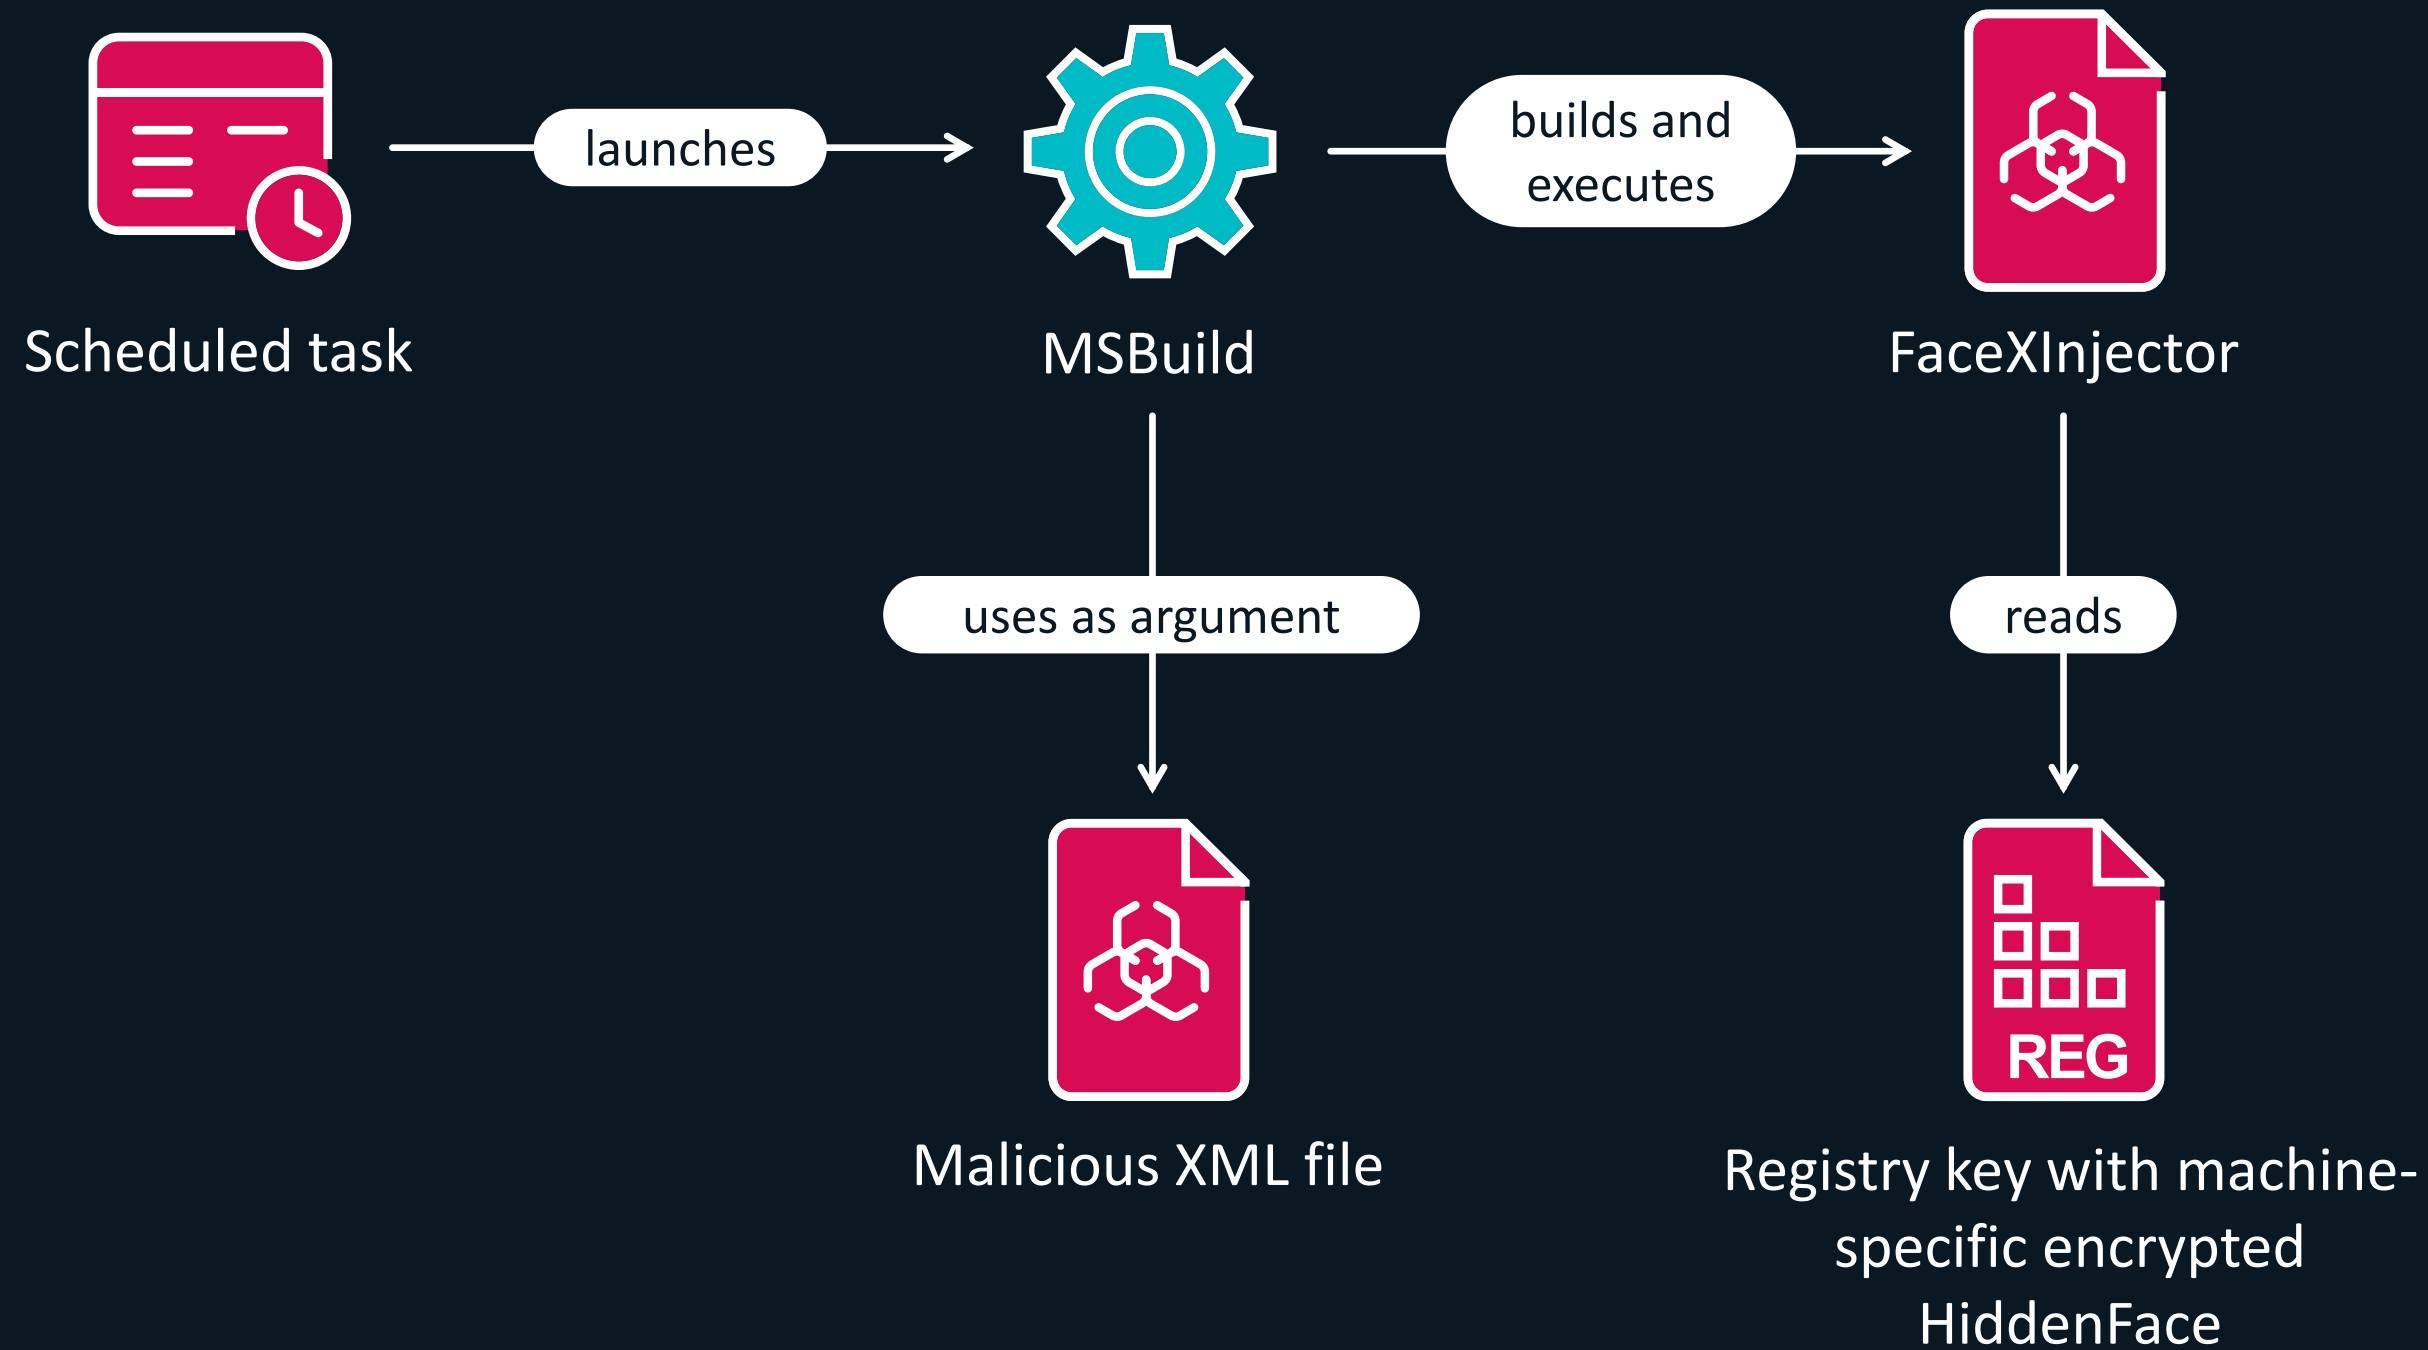 launches
builds and
executes
Scheduled task
MSBuild
FaceXInjector
uses as argument
reads
REG
Malicious XML file
Registry key with machine-
specific encrypted
HiddenFace